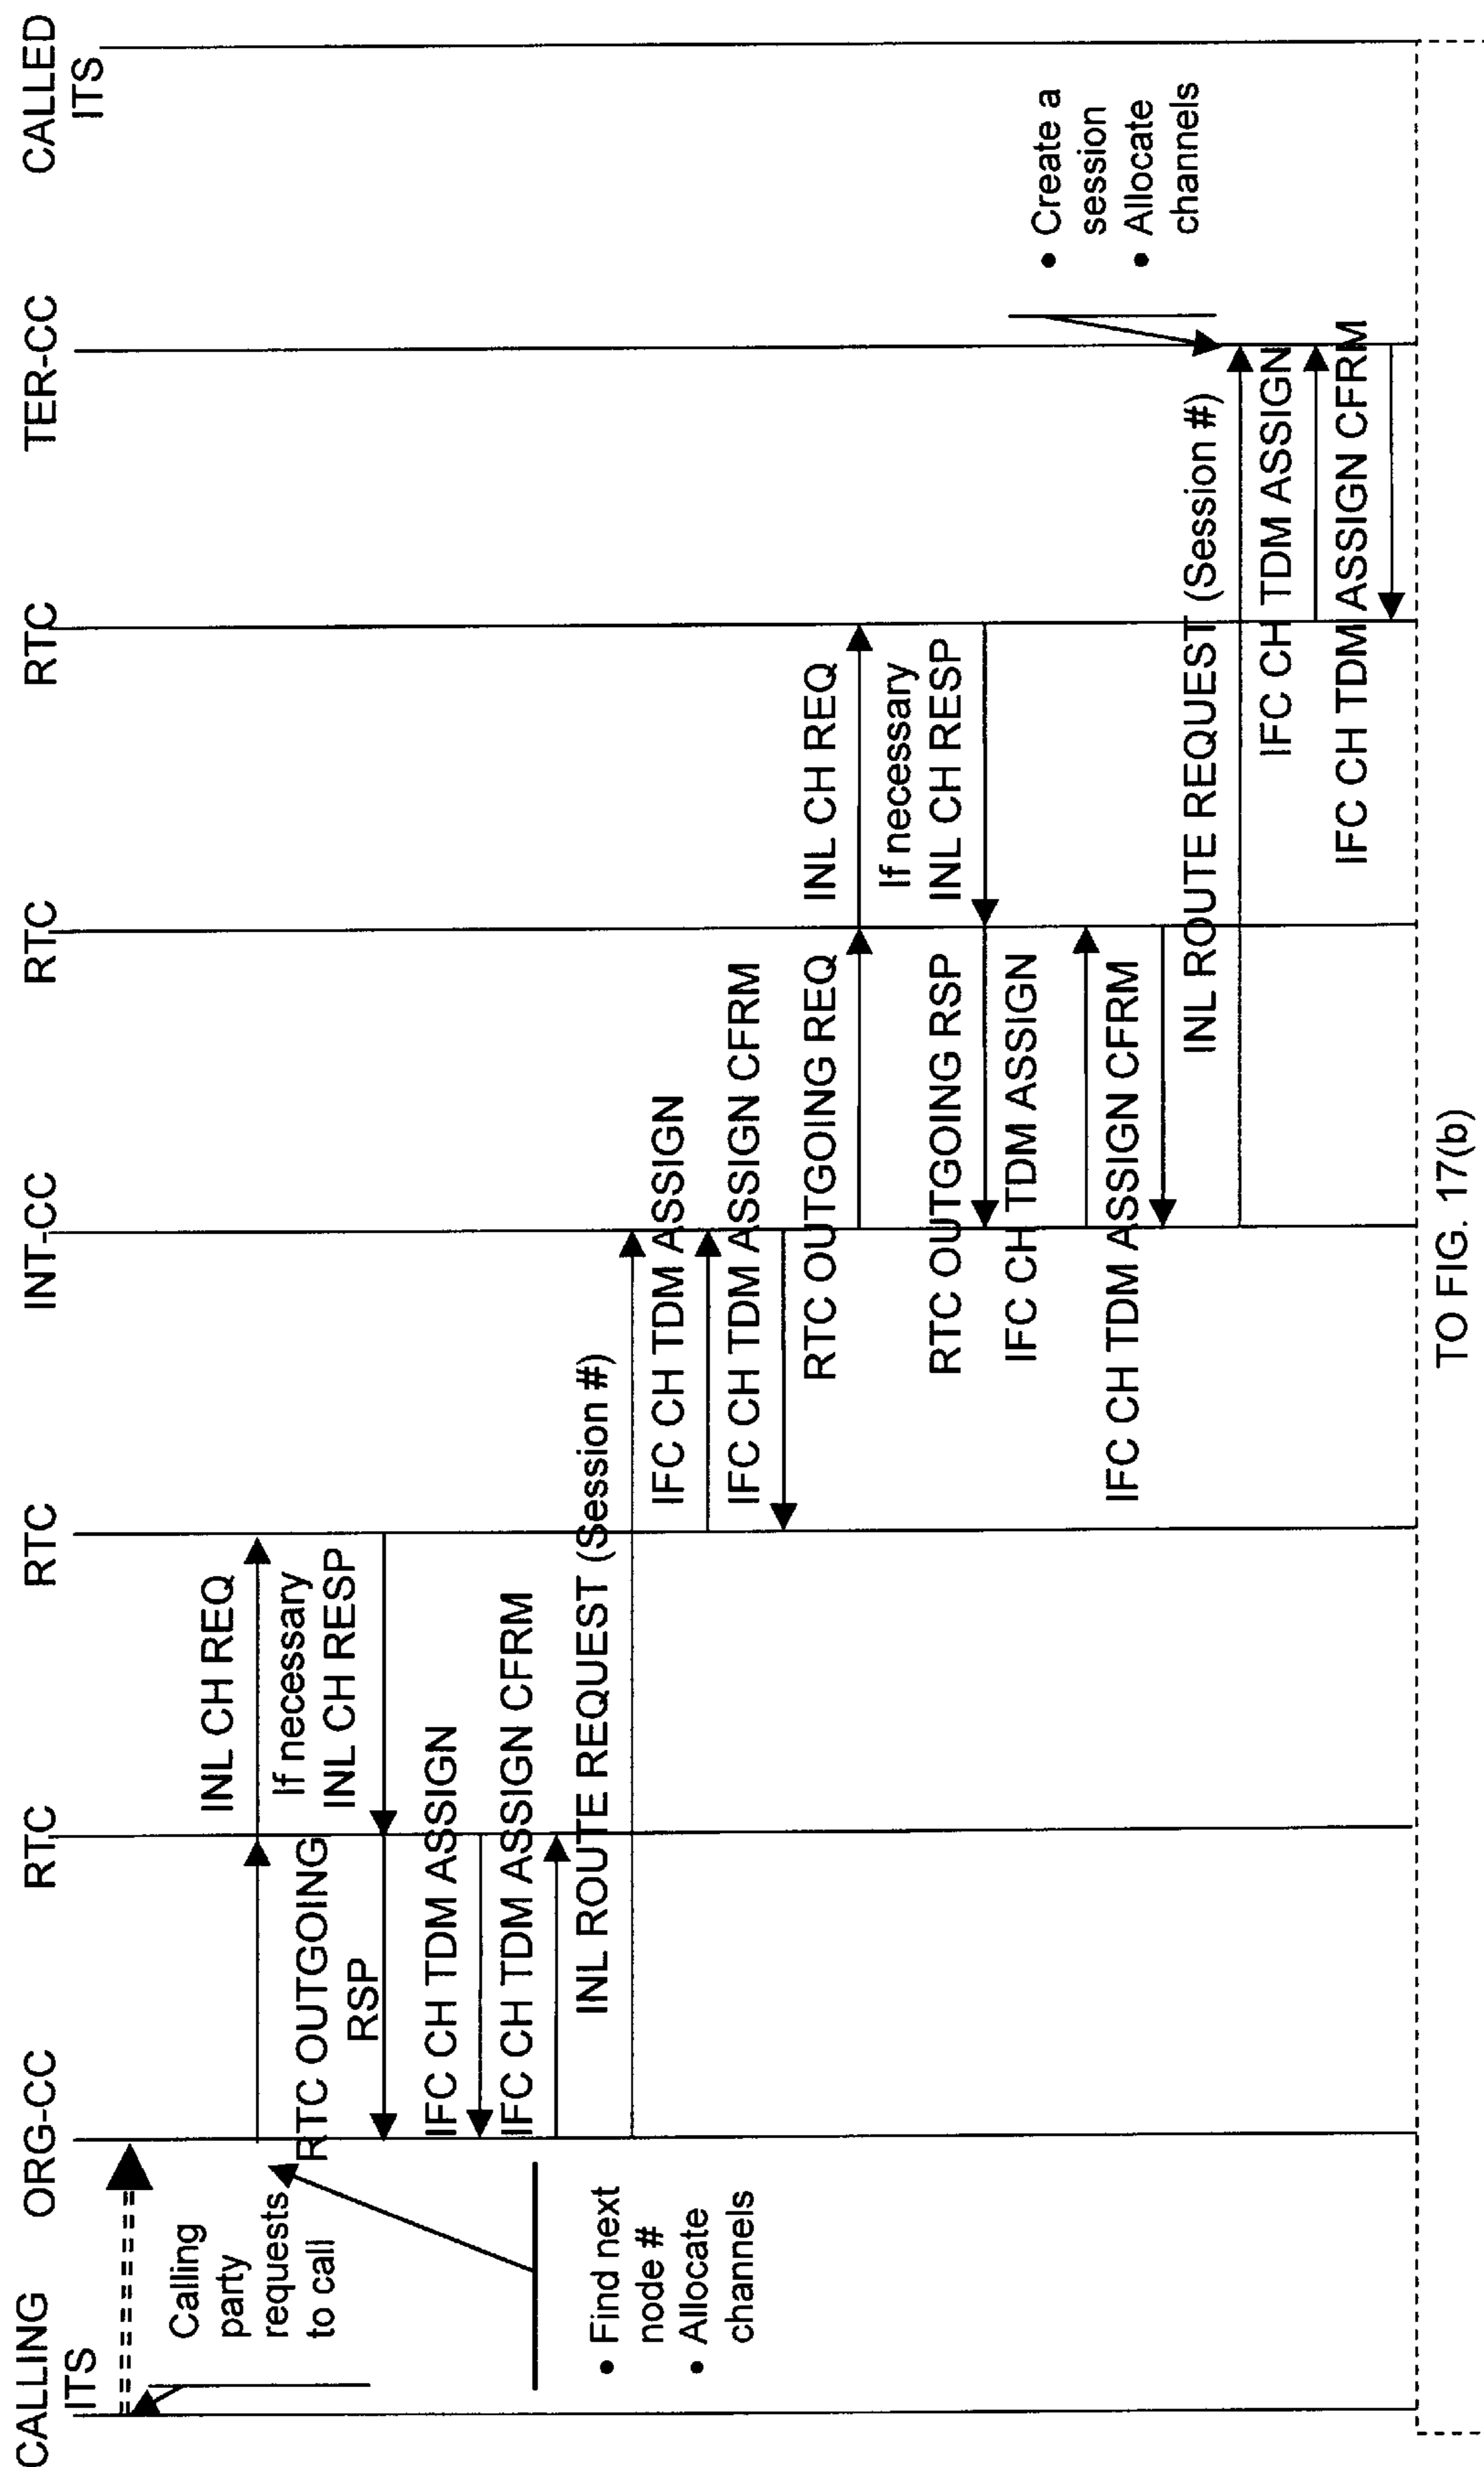 CALLING
ITS
ORG-CC
RTC
RTC
INT-CC
RTC
RTC
TER-CC
CALLED
ITS
Calling
party
requests
to call
INL CH REQ
RTC OUTGOING
RSP
If necessary
INL CH RESP
IFC CH TDM ASSIGN
IFC CH TDM ASSIGN CFRM
• Find next
node #
• Allocate
channels
INL ROUTE REQUEST (Session #)
IFC CH TDM ASSIGN
IFC CH TDM ASSIGN CFRM
RTC OUTGOING REQ
INL CH REQ
If necessary
RTC OUTGOING RSP
INL CH RESP
IFC CH TDM ASSIGN
IFC CH TDM ASSIGN CFRM
• Create a
session
• Allocate
channels
INL ROUTE REQUEST (Session #)
IFC CH TDM ASSIGN
IFC CH TDM ASSIGN CFRM
TO FIG. 17(b)